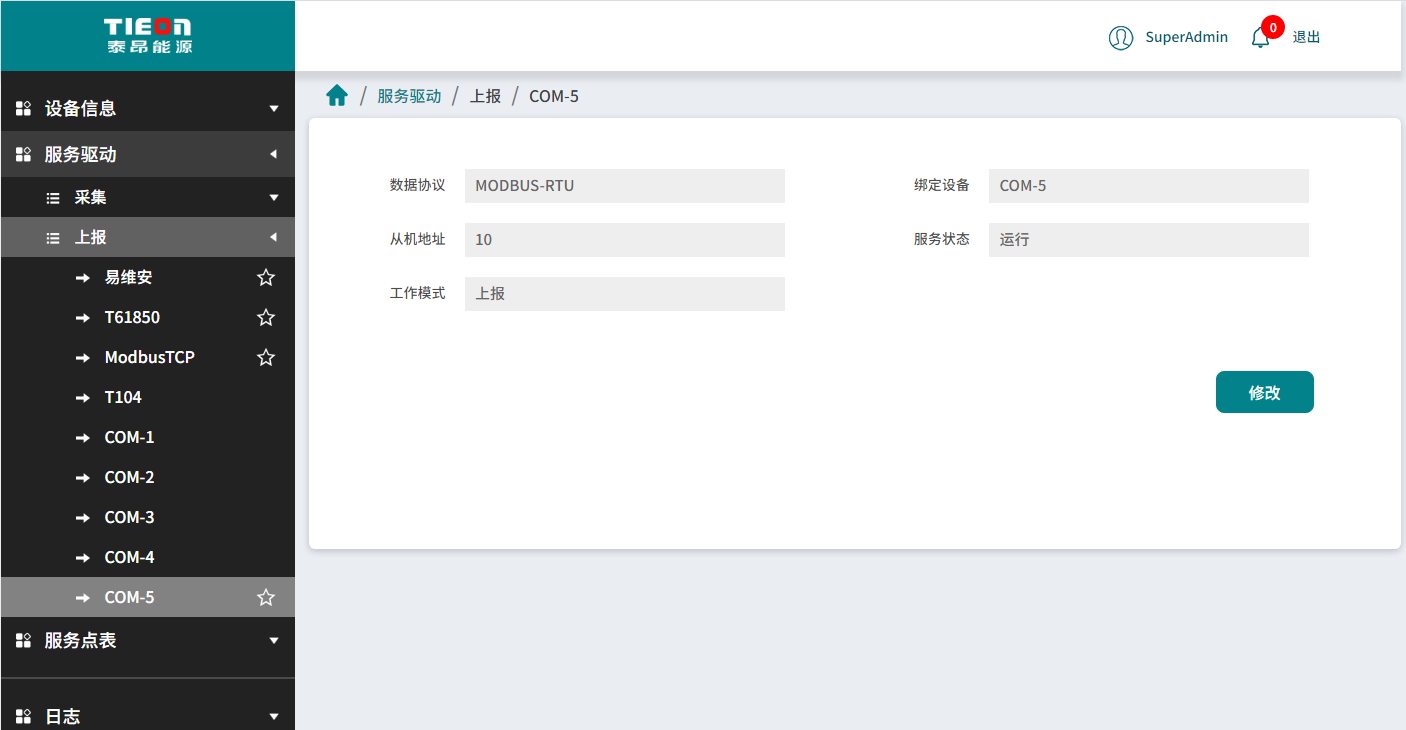 TIEON
泰昂能源
SuperAdmin
0
退出
设备信息
服务驱动
采集
上报
易维安
T61850
ModbusTCP
T104
COM-1
COM-2
COM-3
COM-4
COM-5
服务点表
日志
/ 服务驱动 / 上报 / COM-5
数据协议 MODBUS-RTU 绑定设备 COM-5
从机地址 10 服务状态 运行
工作模式 上报
修改